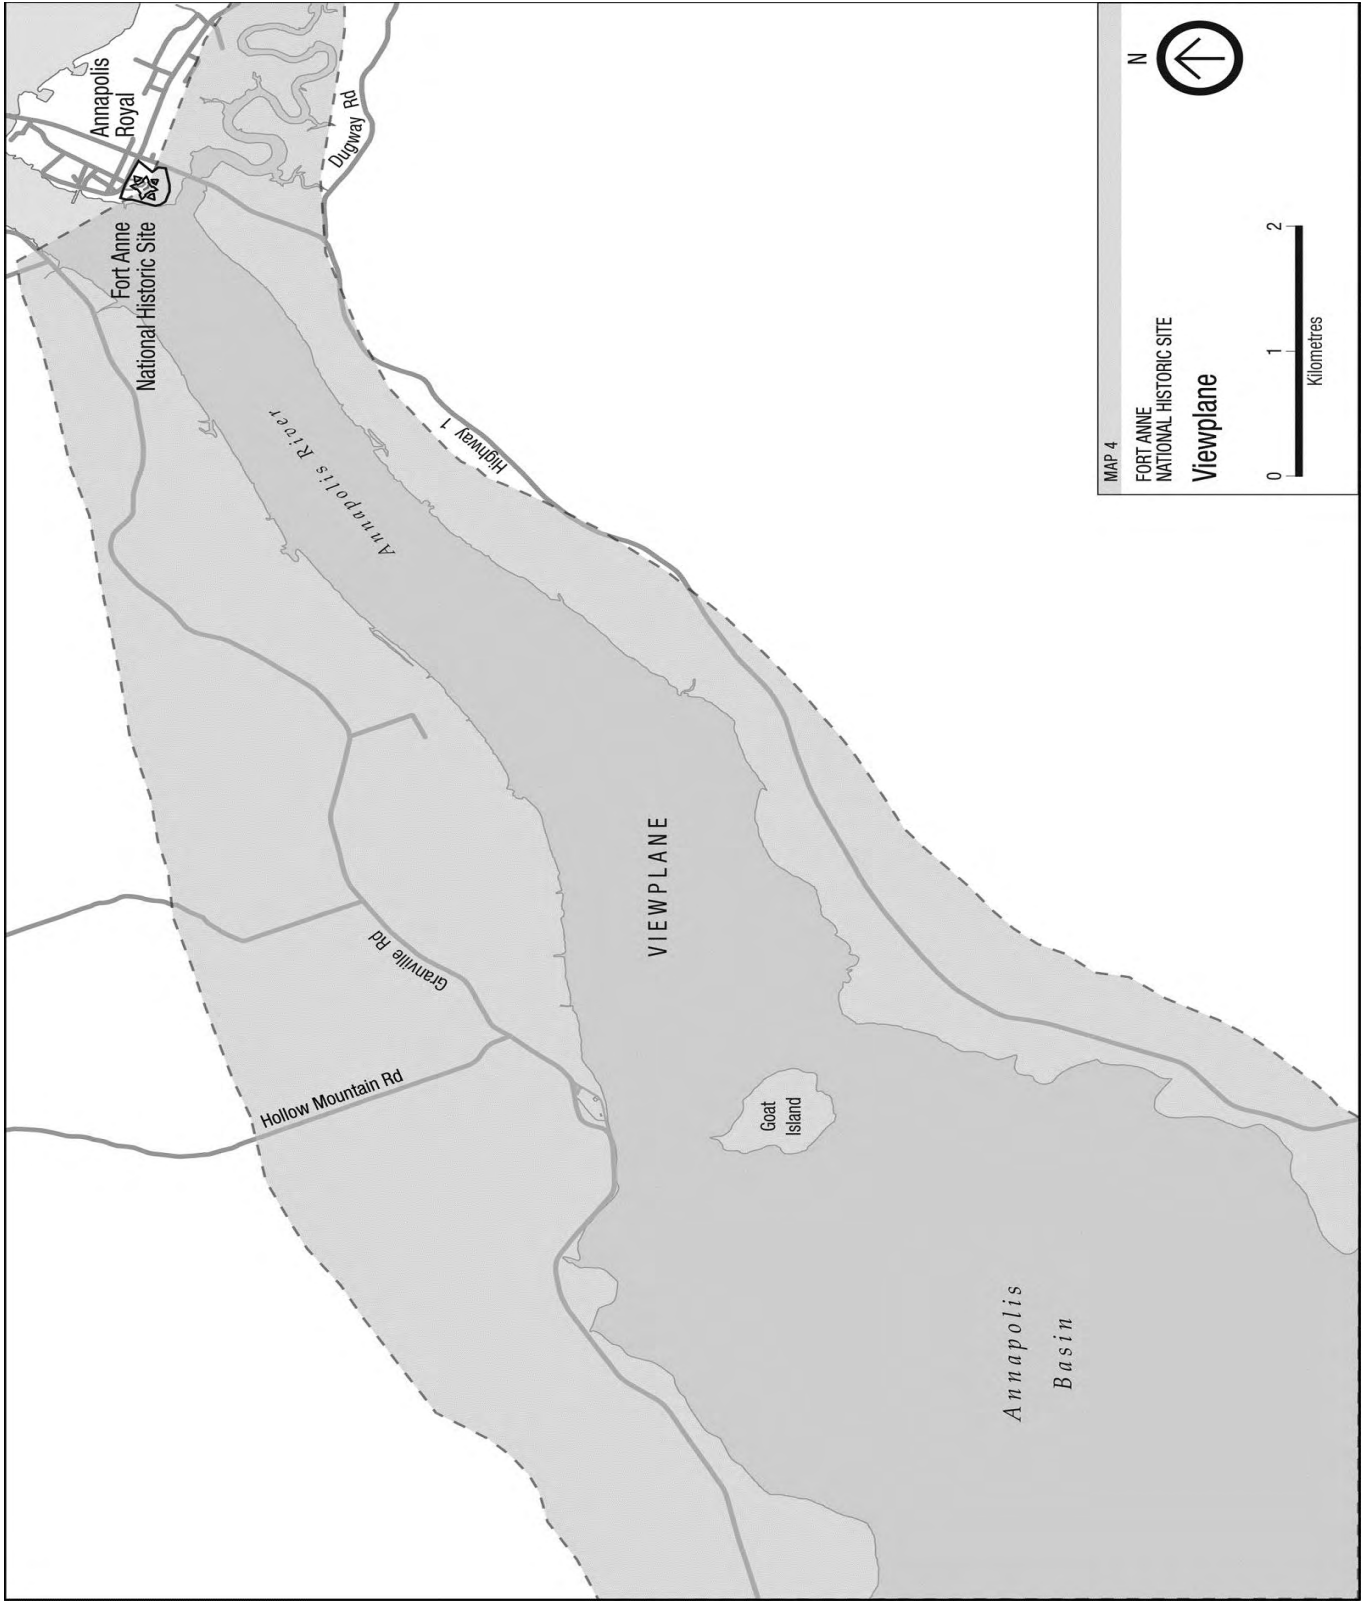 Annapolis
Royal
Fort Anne
National Historic Site
Dugway Rd
Annapolis River
Highway 1
Granville Rd
Hollow Mountain Rd
VIEWPLANE
Goat
Island
Annapolis
Basin
MAP 4
FORT ANNE
NATIONAL HISTORIC SITE
Viewplane
N
0 1 2
Kilometres